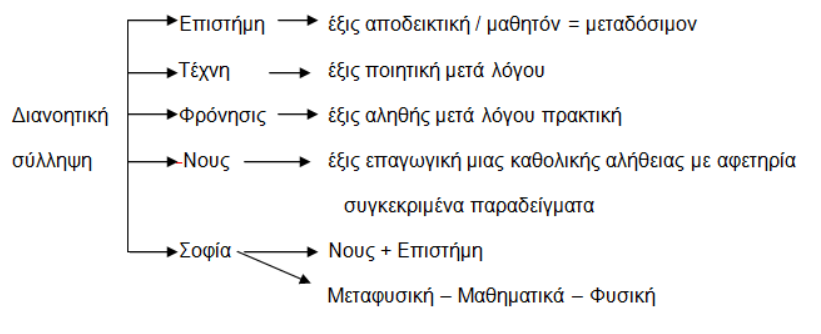 Επιστήμη έξις αποδεικτική / μαθητόν = μεταδόσιμον
Τέχνη έξις ποιητική μετά λόγου
Διανοητική Φρόνησις έξις αληθής μετά λόγου πρακτική
σύλληψη Νους έξις επαγωγική μιας καθολικής αλήθειας με αφετηρία
συγκεκριμένα παραδείγματα
Σοφία Νους + Επιστήμη
Μεταφυσική – Μαθηματικά – Φυσική